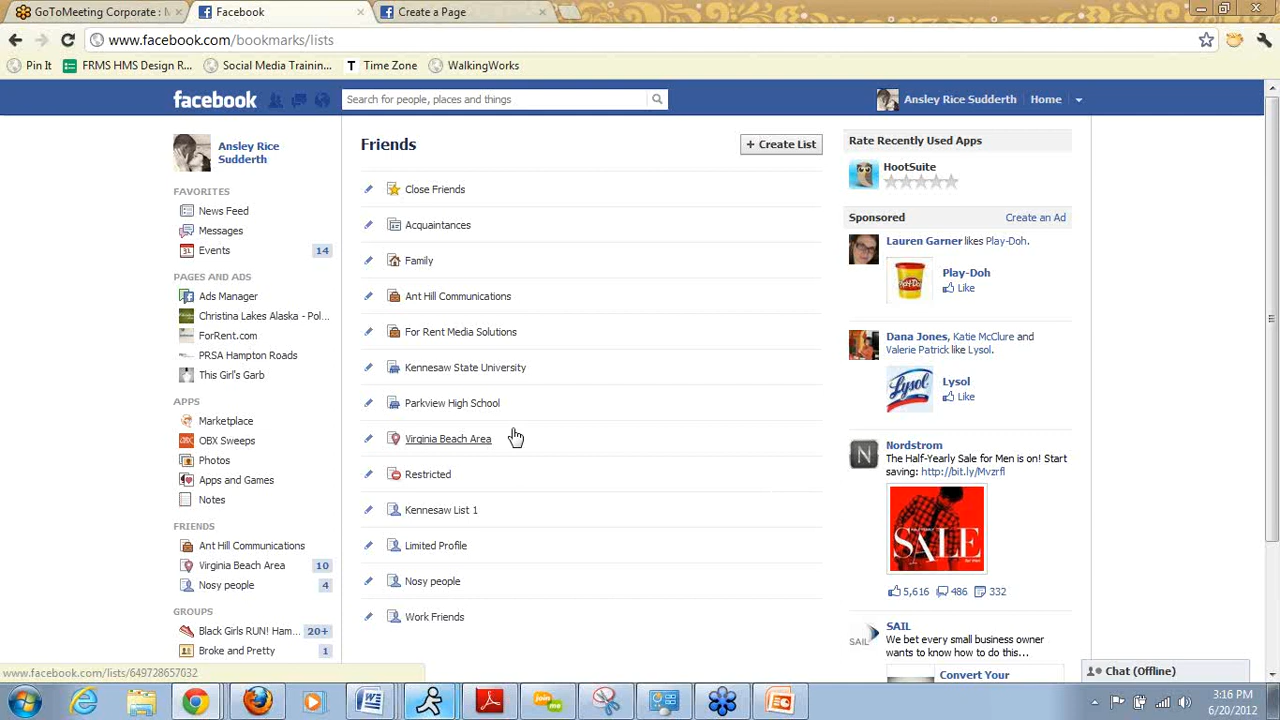 GoToMeeting Corporate : M
Facebook
Create a Page
www.facebook.com/bookmarks/lists
Pin It
FRMS HMS Design R...
Social Media Trainin...
T Time Zone
WalkingWorks
facebook
Search for people, places and things
Ansley Rice Sudderth
Home
Ansley Rice
Sudderth
FAVORITES
News Feed
Messages
Events 14
PAGES AND ADS
Ads Manager
Christina Lakes Alaska - Pol...
ForRent.com
PRSA Hampton Roads
This Girl's Garb
APPS
Marketplace
OBX Sweeps
Photos
Apps and Games
Notes
FRIENDS
Ant Hill Communications
Virginia Beach Area 10
Nosy people 4
GROUPS
Black Girls RUN! Ham... 20+
Broke and Pretty 1
Friends
+ Create List
Close Friends
Acquaintances
Family
Ant Hill Communications
For Rent Media Solutions
Kennesaw State University
Parkview High School
Virginia Beach Area
Restricted
Kennesaw List 1
Limited Profile
Nosy people
Work Friends
Rate Recently Used Apps
HootSuite
Sponsored
Create an Ad
Lauren Garner likes Play-Doh.
Play-Doh
Like
Dana Jones, Katie McClure and
Valerie Patrick like Lysol.
Lysol
Lysol
Like
N
Nordstrom
The Half-Yearly Sale for Men is on! Start
saving: http://bit.ly/Mvzrfl
SALE
5,616 486 332
SAIL
SAIL
We bet every small business owner
wants to know how to do this...
Convert Your
www.facebook.com/lists/649728657032
Chat (Offline)
W
join me
3:16 PM
6/20/2012